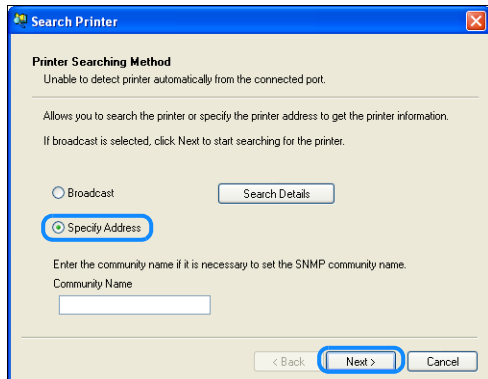 Search Printer
Printer Searching Method
Unable to detect printer automatically from the connected port.
Allows you to search the printer or specify the printer address to get the printer information.
If broadcast is selected, click Next to start searching for the printer.
Broadcast
Search Details
Specify Address
Enter the community name if it is necessary to set the SNMP community name.
Community Name
< Back Next > Cancel